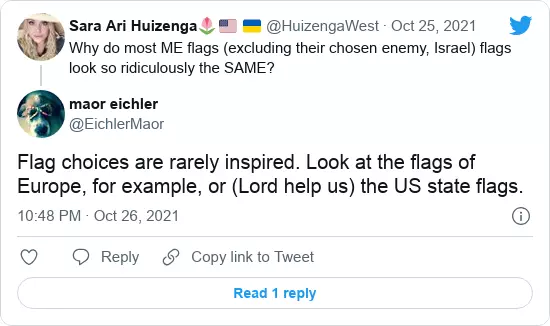 Sara Ari Huizenga🌷🇺🇸 🇺🇦 @HuizengaWest · Oct 25, 2021
Why do most ME flags (excluding their chosen enemy, Israel) flags
look so ridiculously the SAME?
maor eichler
@EichlerMaor
Flag choices are rarely inspired. Look at the flags of
Europe, for example, or (Lord help us) the US state flags.
10:48 PM · Oct 26, 2021
Reply
Copy link to Tweet
Read 1 reply